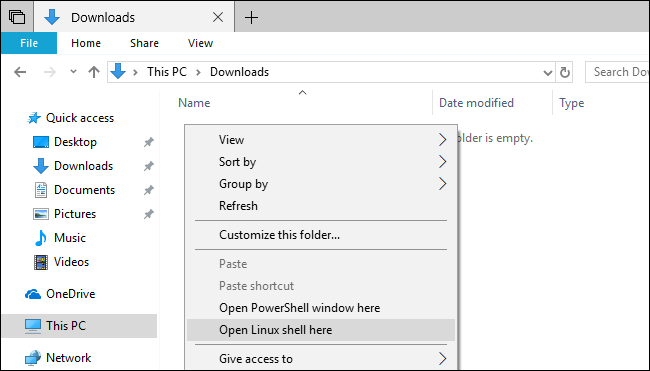 Downloads
File Home Share View
This PC Downloads Search Dow
Name Date modified Type
Quick access
Desktop
Downloads
Documents
Pictures
Music
Videos
OneDrive
This PC
Network
older is empty.
View
Sort by
Group by
Refresh
Customize this folder...
Paste
Paste shortcut
Open PowerShell window here
Open Linux shell here
Give access to